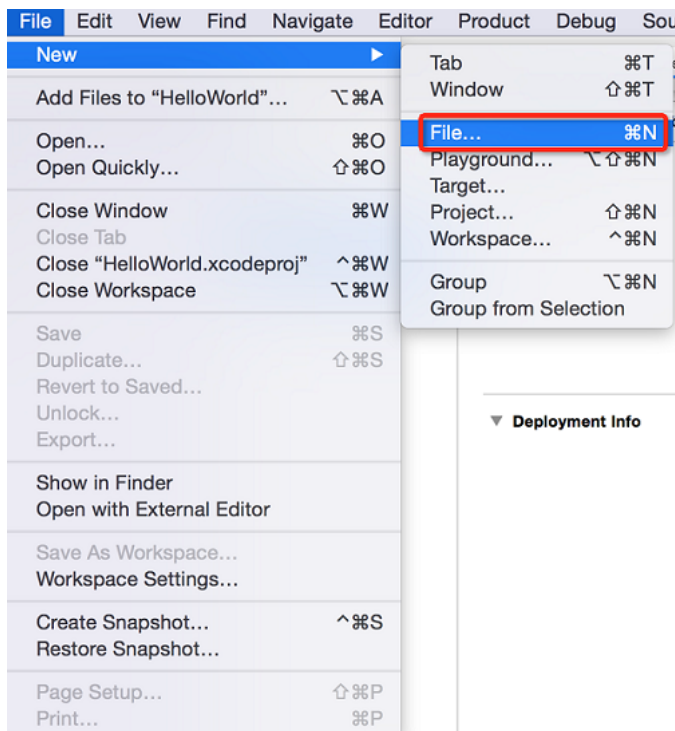 File Edit View Find Navigate Editor Product Debug Sou
New ▶
Add Files to “HelloWorld”... ⌥⌘A
Open... ⌘O
Open Quickly... ⇧⌘O
Close Window ⌘W
Close Tab
Close “HelloWorld.xcodeproj” ^⌘W
Close Workspace ⌥⌘W
Save ⌘S
Duplicate... ⇧⌘S
Revert to Saved...
Unlock...
Export...
Show in Finder
Open with External Editor
Save As Workspace...
Workspace Settings...
Create Snapshot... ^⌘S
Restore Snapshot...
Page Setup... ⇧⌘P
Print... ⌘P
Tab ⌘T
Window ⇧⌘T
File... ⌘N
Playground... ⌥⇧⌘N
Target...
Project... ⇧⌘N
Workspace... ^⌘N
Group ⌥⌘N
Group from Selection
▼ Deployment Info